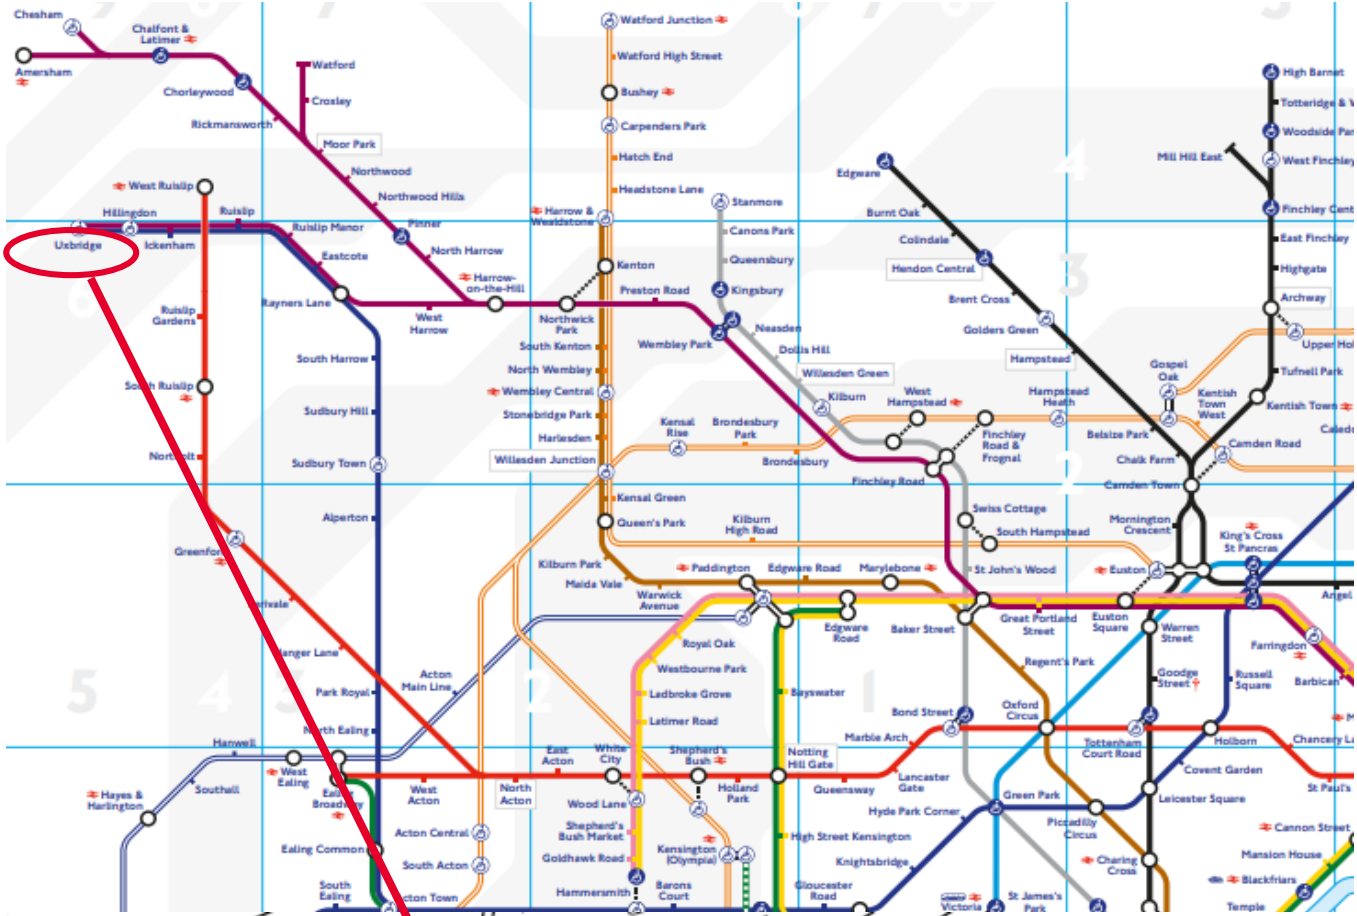 Chesham
Chalfont &
Latimer
Amersham
Chorleywood
Rickmansworth
Watford
Croxley
Moor Park
Northwood
Northwood Hills
Pinner
North Harrow
Harrow-
on-the-Hill
Watford Junction
Watford High Street
Bushey
Carpenders Park
Hatch End
Headstone Lane
Harrow &
Wealdstone
Kenton
Stanmore
Canons Park
Queensbury
Kingsbury
Edgware
Burnt Oak
Colindale
Hendon Central
Brent Cross
Golders Green
Hampstead
High Barnet
Totteridge & W
Woodside Par
Mill Hill East
West Finchley
Finchley Cent
East Finchley
Highgate
Archway
Upper Hol
Tufnell Park
Kentish Town
West Ruislip
Hillingdon
Ruislip
Uxbridge
Ickenham
Ruislip Manor
Eastcote
Rayners Lane
Ruislip
Gardens
West
Harrow
Northwick
Park
Preston Road
South Kenton
North Wembley
Wembley Central
Stonebridge Park
Harlesden
Willesden Junction
Kensal Green
Queen's Park
Wembley Park
Neasden
Dollis Hill
Willesden Green
Kilburn
West
Hampstead
Hampstead
Heath
Gospel
Oak
Kentish
Town
West
Camden Road
Caled
Kensal
Rise
Brondesbury
Park
Brondesbury
Finchley
Road &
Frognal
Finchley Road
Belsize Park
Chalk Farm
Camden Town
South Harrow
South Ruislip
Sudbury Hill
Northolt
Sudbury Town
Alperton
Greenford
Perivale
Hanger Lane
Park Royal
North Ealing
Kilburn
High Road
Swiss Cottage
South Hampstead
Mornington
Crescent
King's Cross
St Pancras
Kilburn Park
Maida Vale
Warwick
Avenue
Paddington
Edgware Road
Marylebone
St John's Wood
Euston
Angel
Edgware
Road
Baker Street
Great Portland
Street
Euston
Square
Warren
Street
Farringdon
Barbican
Royal Oak
Westbourne Park
Ladbroke Grove
Latimer Road
Bayswater
Regent's Park
Goodge
Street
Russell
Square
Acton
Main Line
Bond Street
Oxford
Circus
Marble Arch
Tottenham
Court Road
Holborn
Chancery La
Hanwell
West
Ealing
Southall
Hayes &
Harlington
Ealing
Broadway
West
Acton
North
Acton
East
Acton
White
City
Shepherd's
Bush
Holland
Park
Notting
Hill Gate
Queensway
Lancaster
Gate
Covent Garden
Leicester Square
St Paul's
Wood Lane
Shepherd's
Bush Market
Goldhawk Road
Hammersmith
Acton Central
South Acton
Ealing Common
South
Ealing
Acton Town
Kensington
(Olympia)
Barons
Court
High Street Kensington
Gloucester
Road
Hyde Park Corner
Knightsbridge
Green Park
Piccadilly
Circus
Charing
Cross
Cannon Street
Mansion House
Blackfriars
Temple
Victoria
St James's
Park
6
5
4
3
2
1
4
3
2